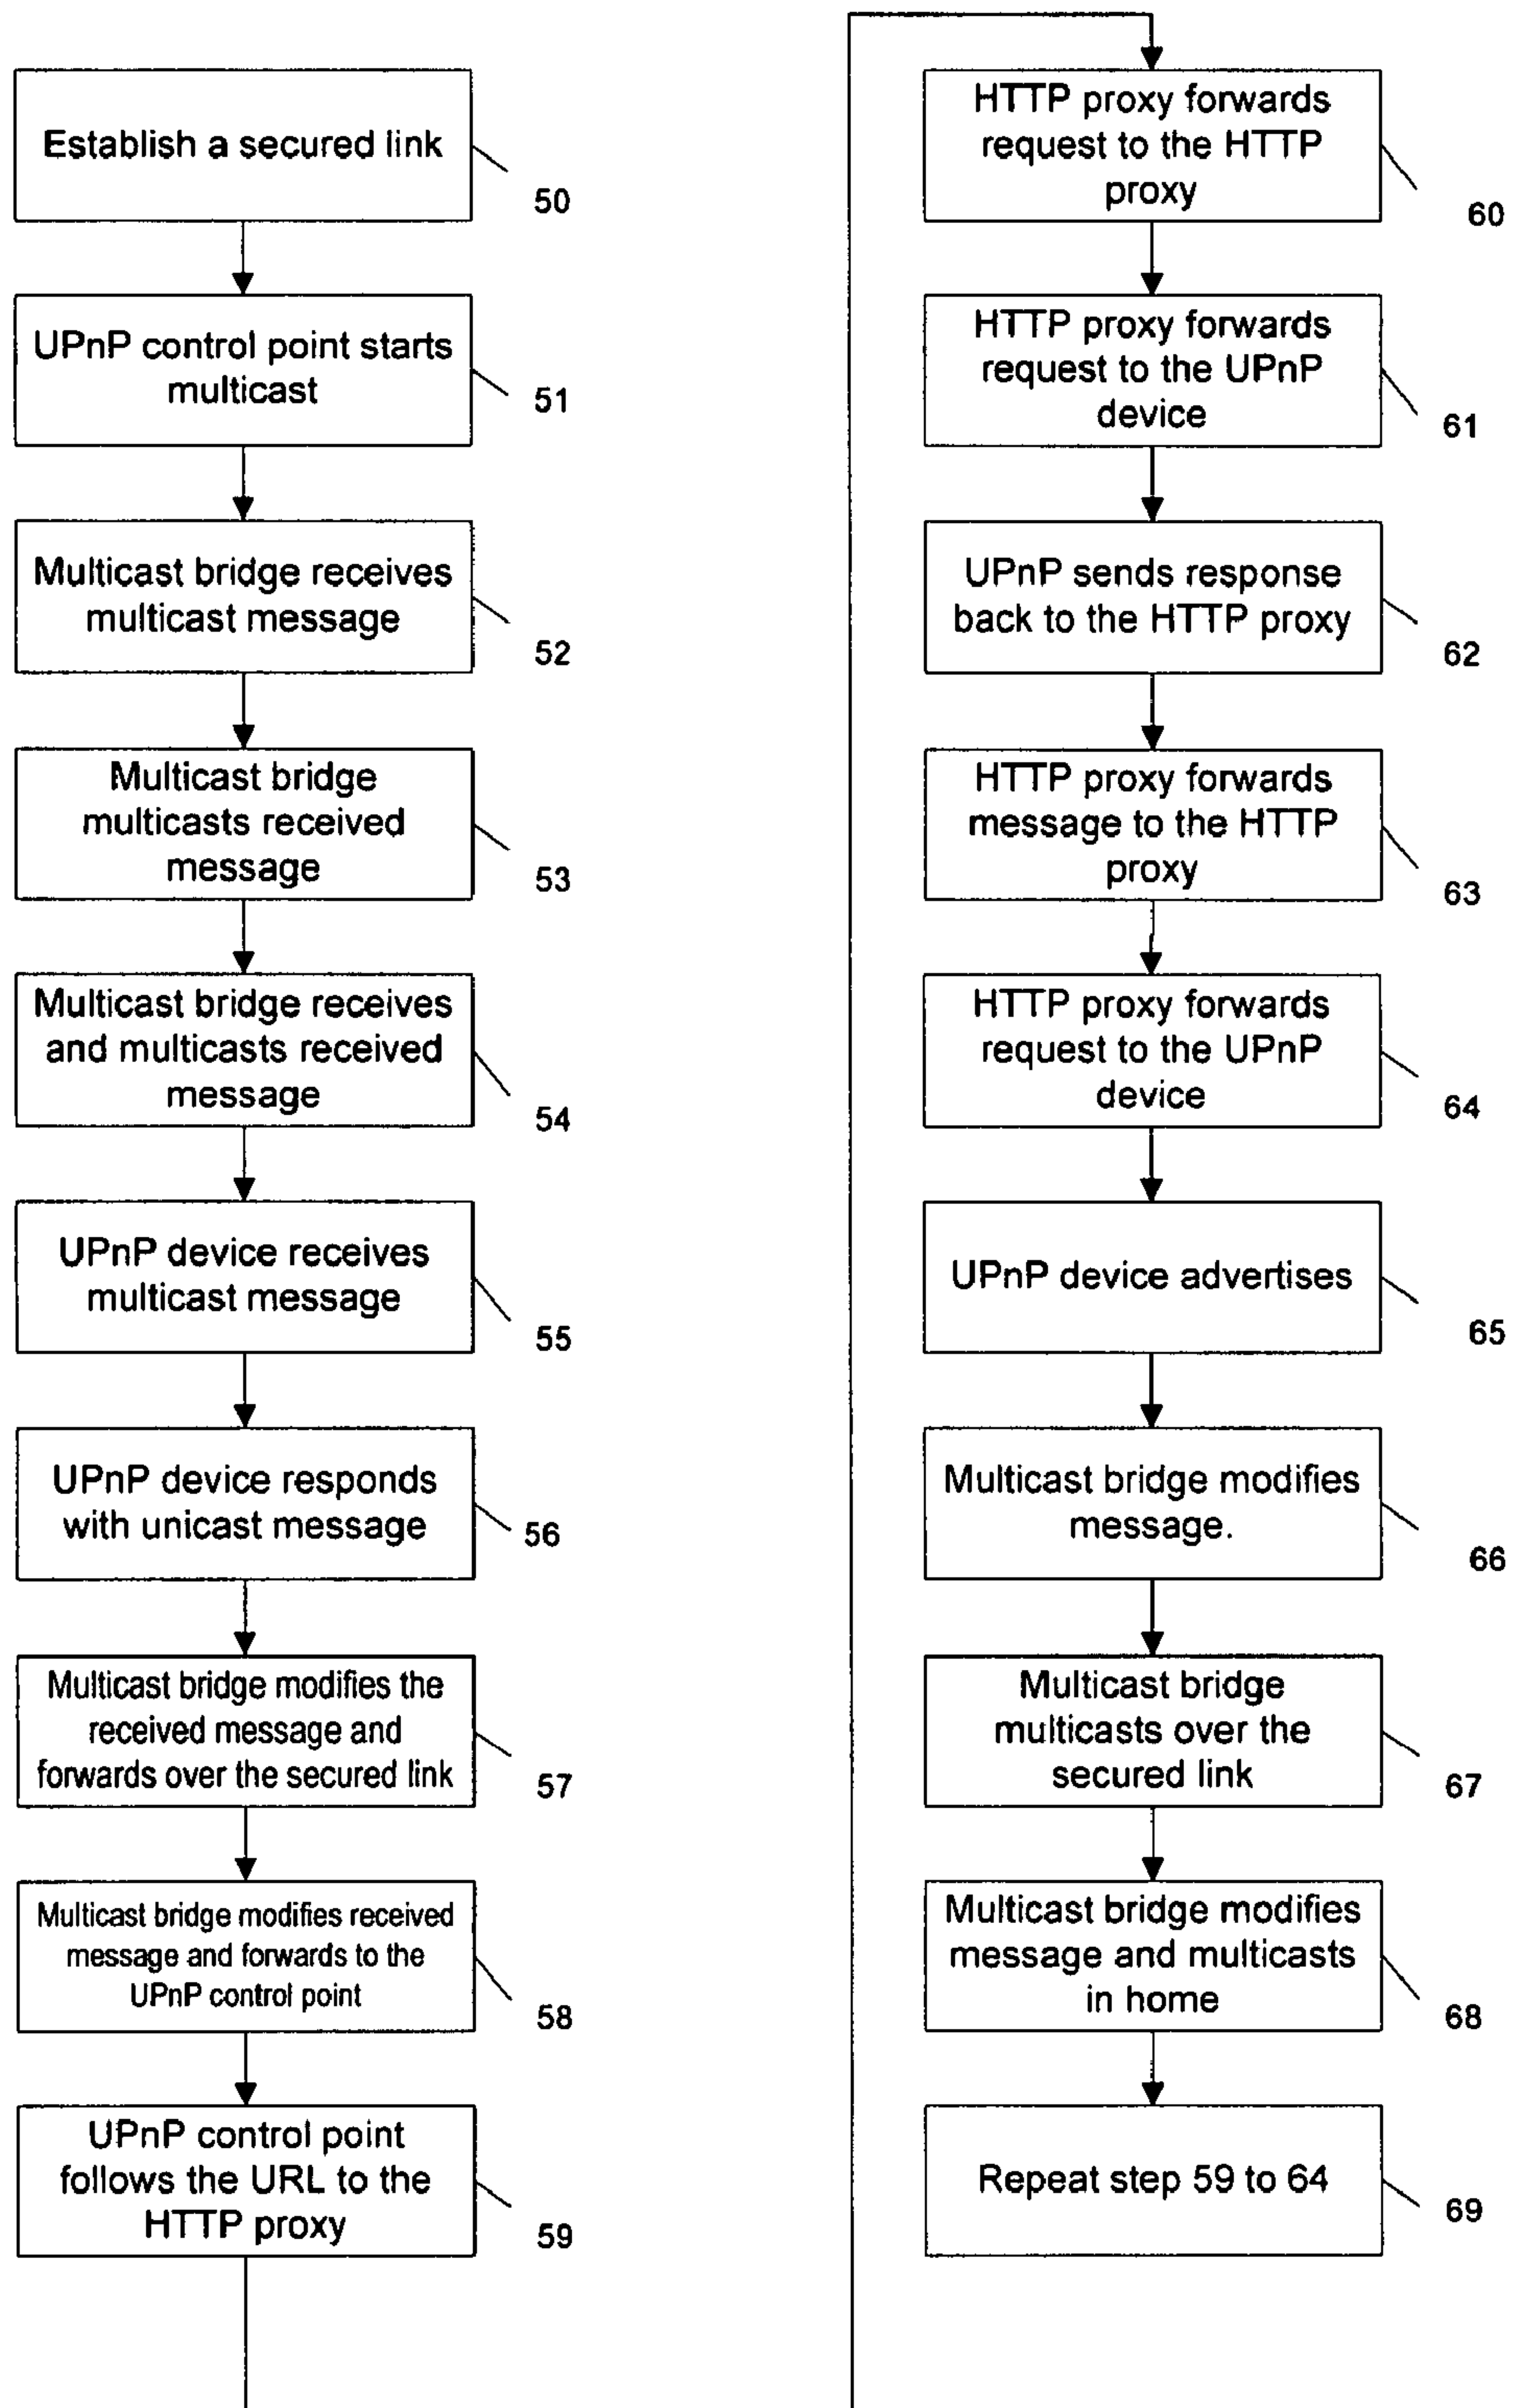 Establish a secured link
50
UPnP control point starts
multicast
51
Multicast bridge receives
multicast message
52
Multicast bridge
multicasts received
message
53
Multicast bridge receives
and multicasts received
message
54
UPnP device receives
multicast message
55
UPnP device responds
with unicast message
56
Multicast bridge modifies the
received message and
forwards over the secured link
57
Multicast bridge modifies received
message and forwards to the
UPnP control point
58
UPnP control point
follows the URL to the
HTTP proxy
59
HTTP proxy forwards
request to the HTTP
proxy
60
HTTP proxy forwards
request to the UPnP
device
61
UPnP sends response
back to the HTTP proxy
62
HTTP proxy forwards
message to the HTTP
proxy
63
HTTP proxy forwards
request to the UPnP
device
64
UPnP device advertises
65
Multicast bridge modifies
message.
66
Multicast bridge
multicasts over the
secured link
67
Multicast bridge modifies
message and multicasts
in home
68
Repeat step 59 to 64
69